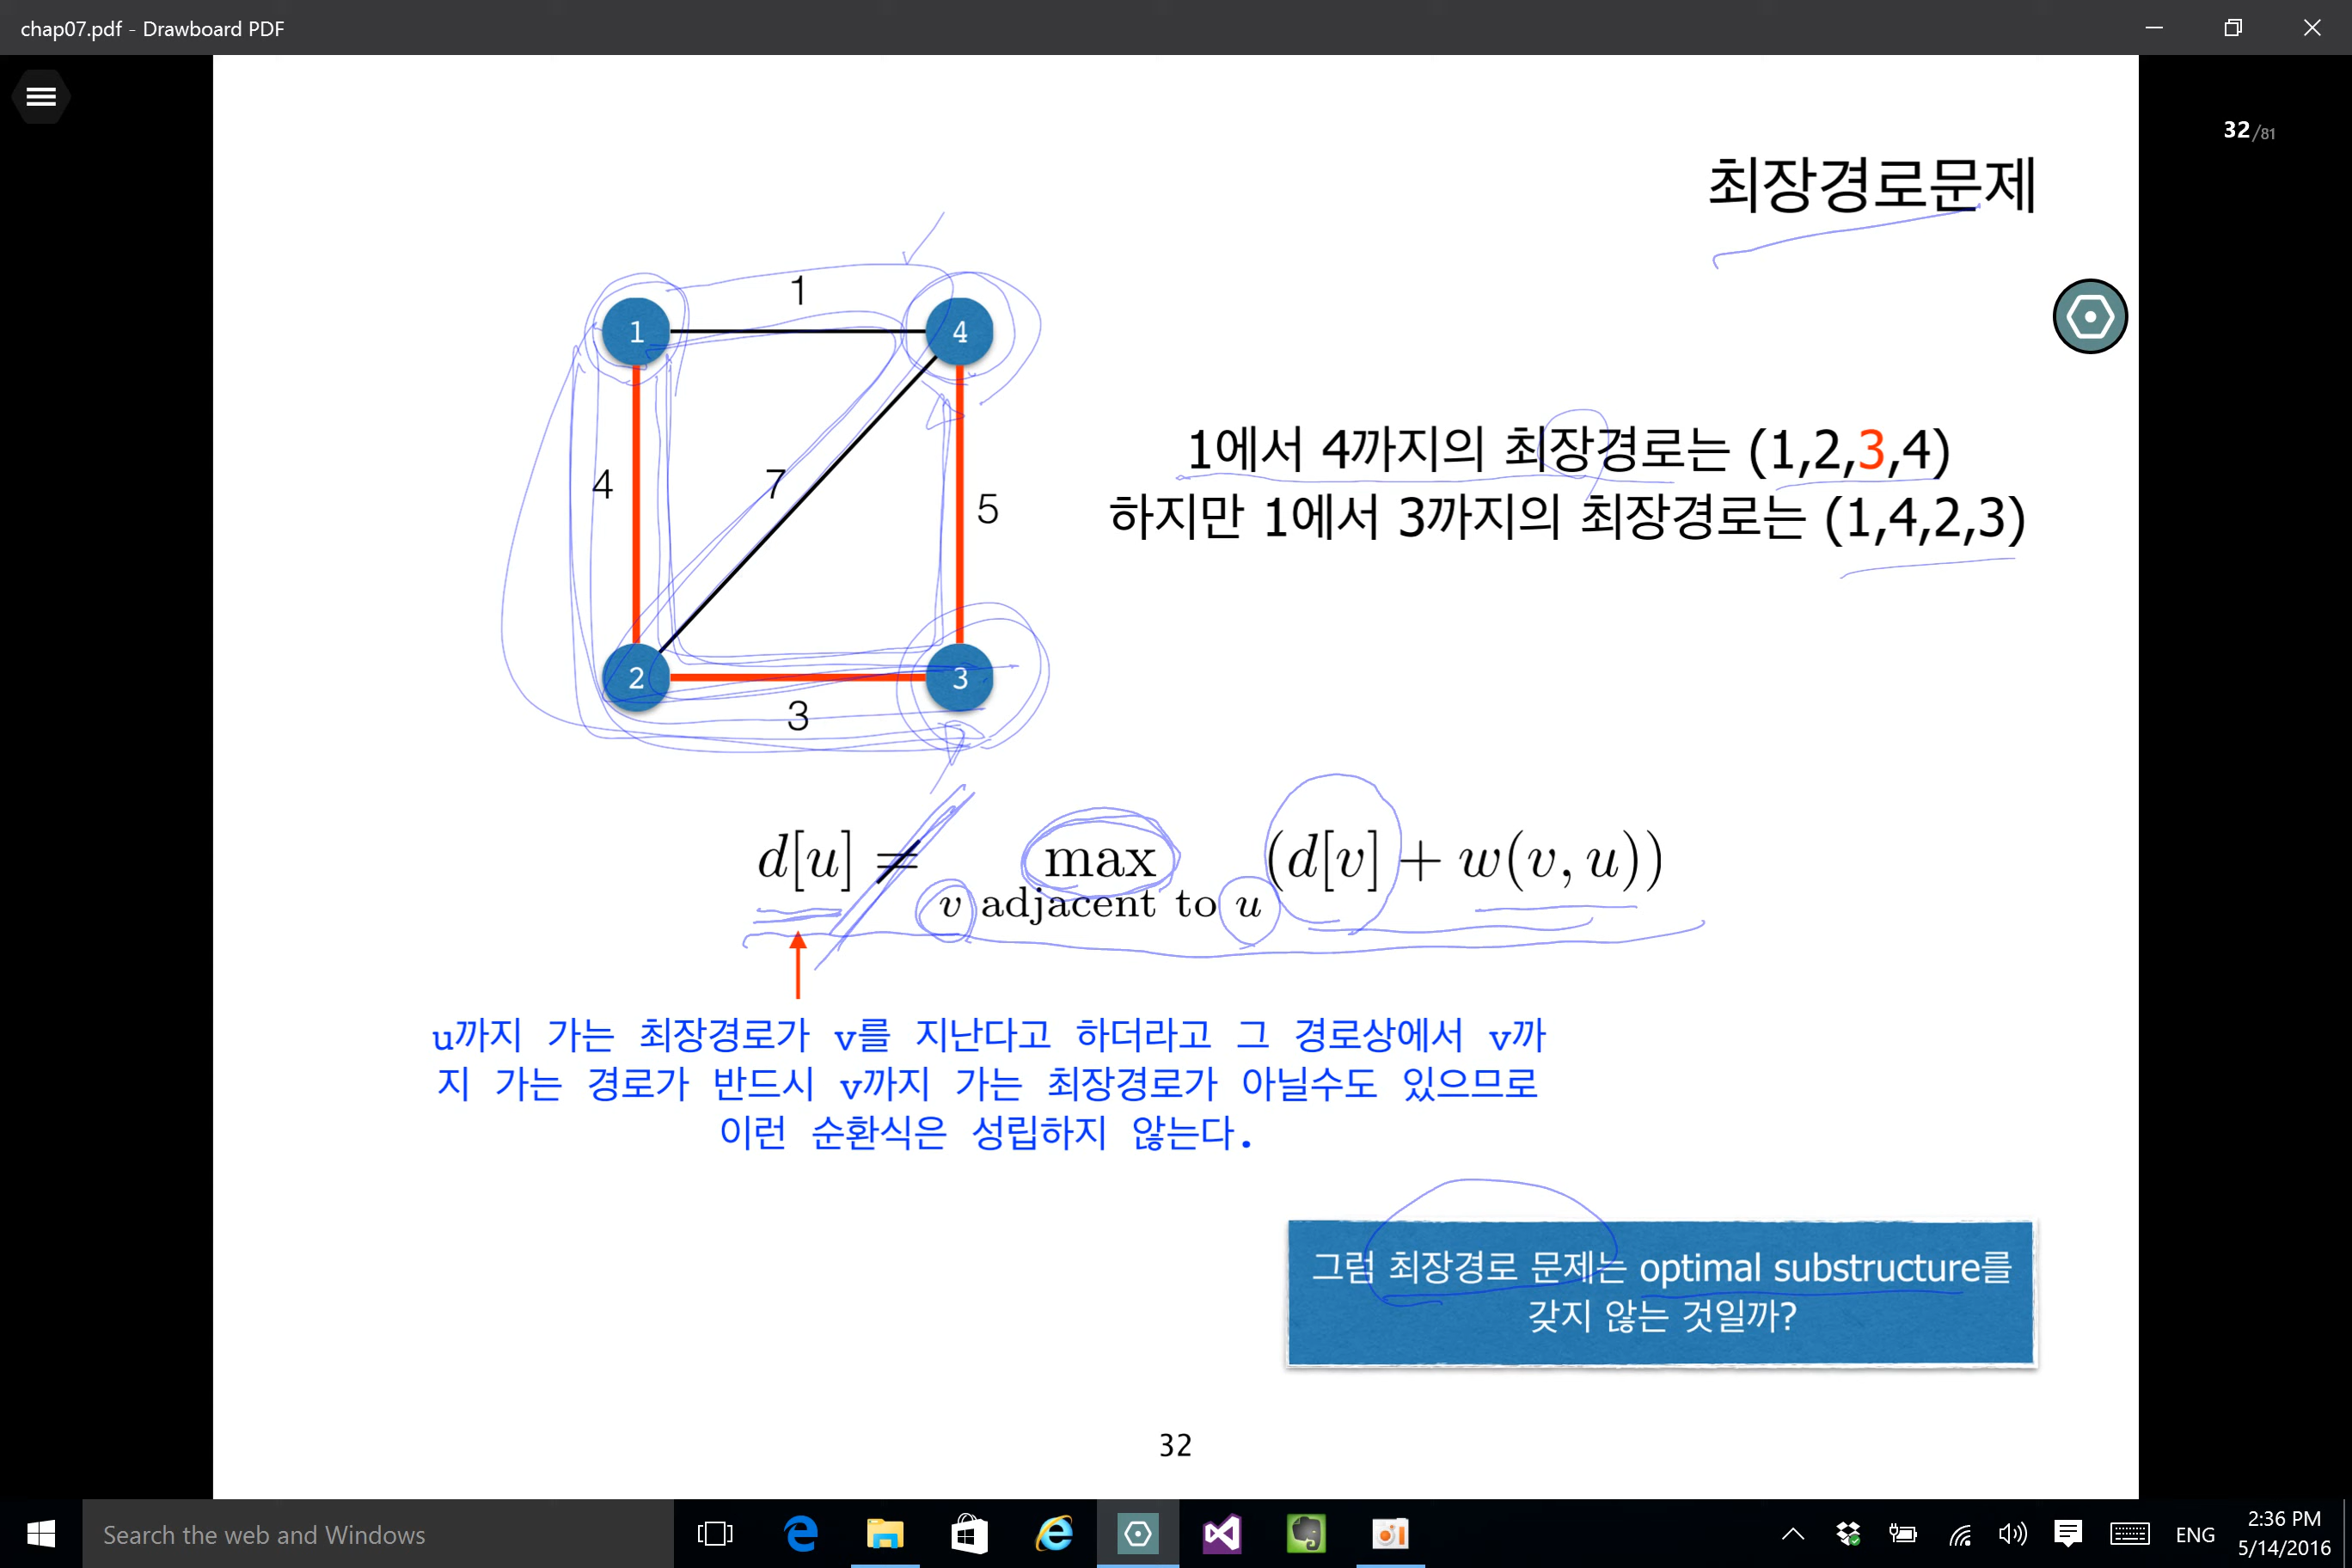 chap07.pdf - Drawboard PDF
32/81
최장경로문제
1
1
4
4
7
5
2
3
3
1에서 4까지의 최장경로는 (1,2,3,4)
하지만 1에서 3까지의 최장경로는 (1,4,2,3)
d[u] ≠ max (d[v] + w(v, u))
v adjacent to u
u까지 가는 최장경로가 v를 지난다고 하더라고 그 경로상에서 v까
지 가는 경로가 반드시 v까지 가는 최장경로가 아닐수도 있으므로
이런 순환식은 성립하지 않는다.
그럼 최장경로 문제는 optimal substructure를
갖지 않는 것일까?
32
Search the web and Windows
ENG
2:36 PM
5/14/2016